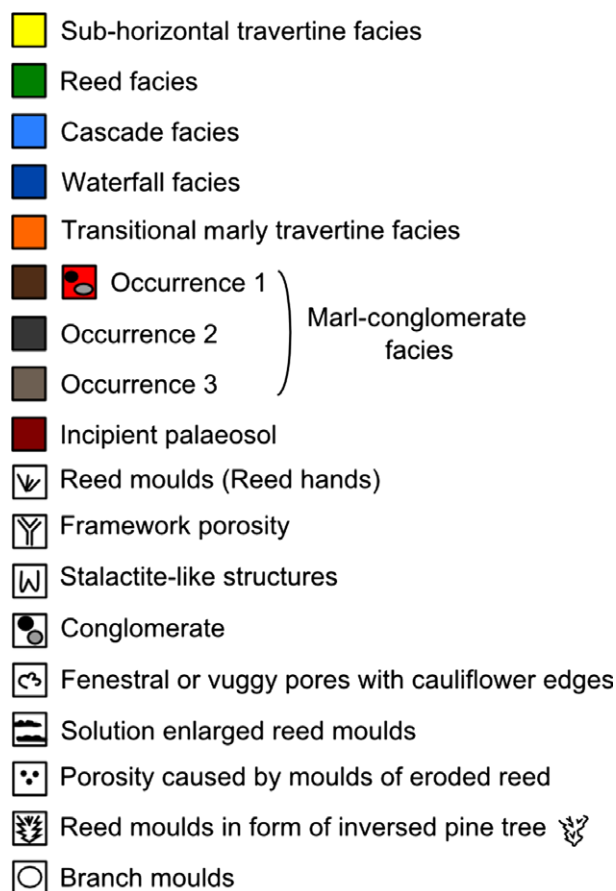 Sub-horizontal travertine facies
Reed facies
Cascade facies
Waterfall facies
Transitional marly travertine facies
Occurrence 1
Occurrence 2
Occurrence 3
Marl-conglomerate
facies
Incipient palaeosol
Reed moulds (Reed hands)
Framework porosity
Stalactite-like structures
Conglomerate
Fenestral or vuggy pores with cauliflower edges
Solution enlarged reed moulds
Porosity caused by moulds of eroded reed
Reed moulds in form of inversed pine tree
Branch moulds